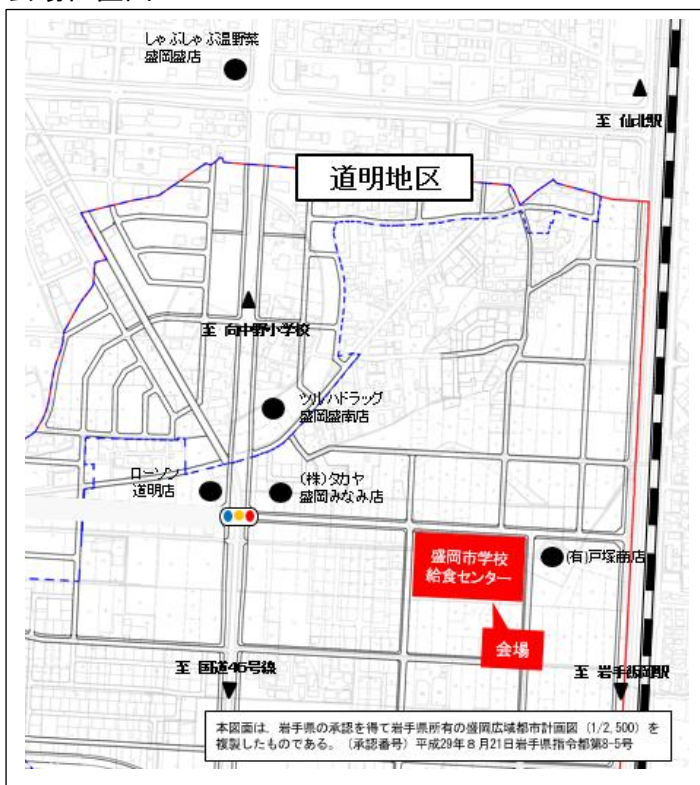 しゃぶしゃぶ温野菜
盛岡盛店
至 仙北駅
道明地区
至 向中野小学校
ツルハドラッグ
盛岡盛南店
ローソン
道明店
(株)タカヤ
盛岡みなみ店
盛岡市学校
給食センター
(有)戸塚商店
会場
至 国道46号線
至 岩手飯岡駅
本図面は、岩手県の承認を得て岩手県所有の盛岡広域都市計画図（1/2,500）を
複製したものである。（承認番号）平成29年８月21日岩手県指令都第8-5号